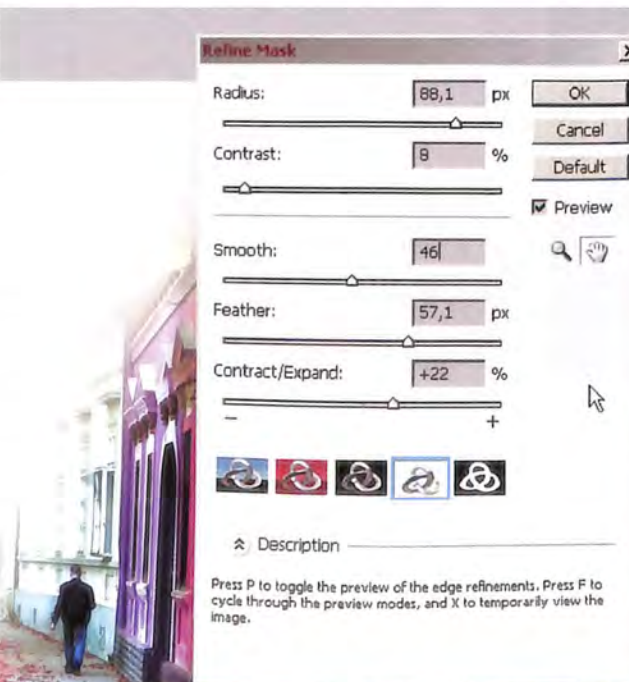 Refine Mask
Radius: 88,1 px
OK
Cancel
Contrast: 8 %
Default
Preview
Smooth: 46
Feather: 57,1 px
Contract/Expand: +22 %
- +
Description
Press P to toggle the preview of the edge refinements. Press F to
cycle through the preview modes, and X to temporarily view the
image.